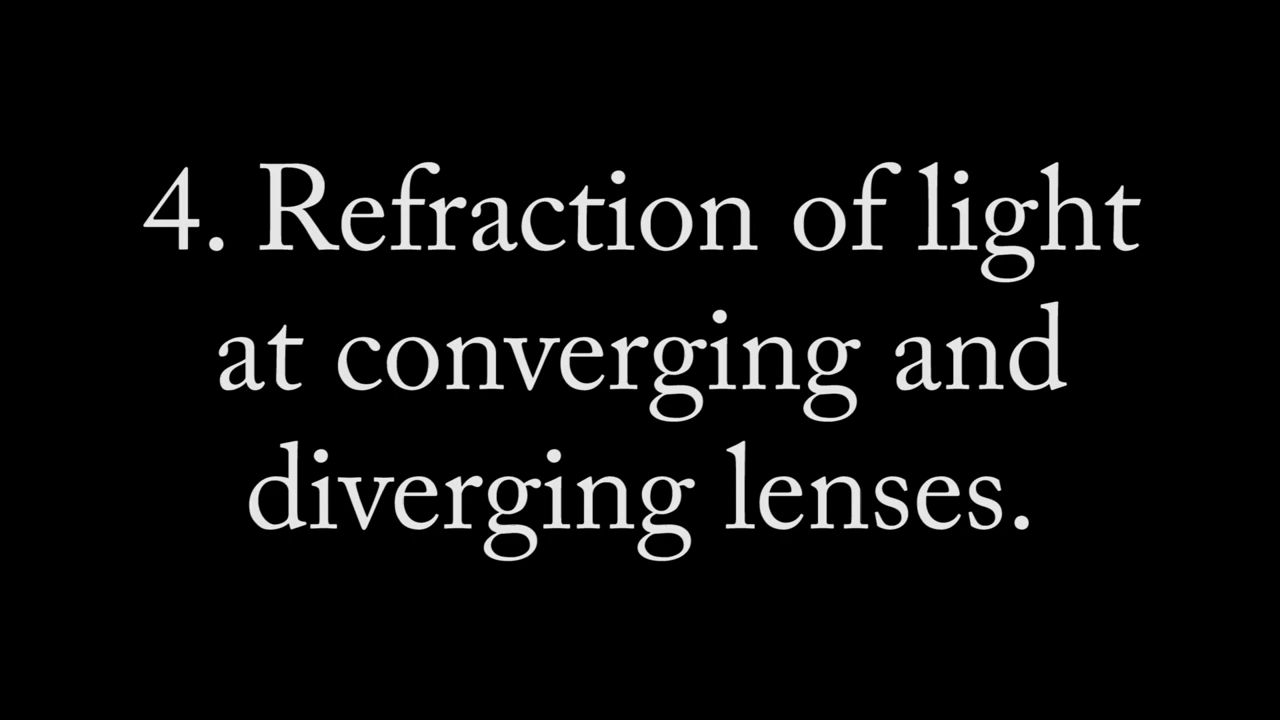 4. Refraction of light
at converging and
diverging lenses.